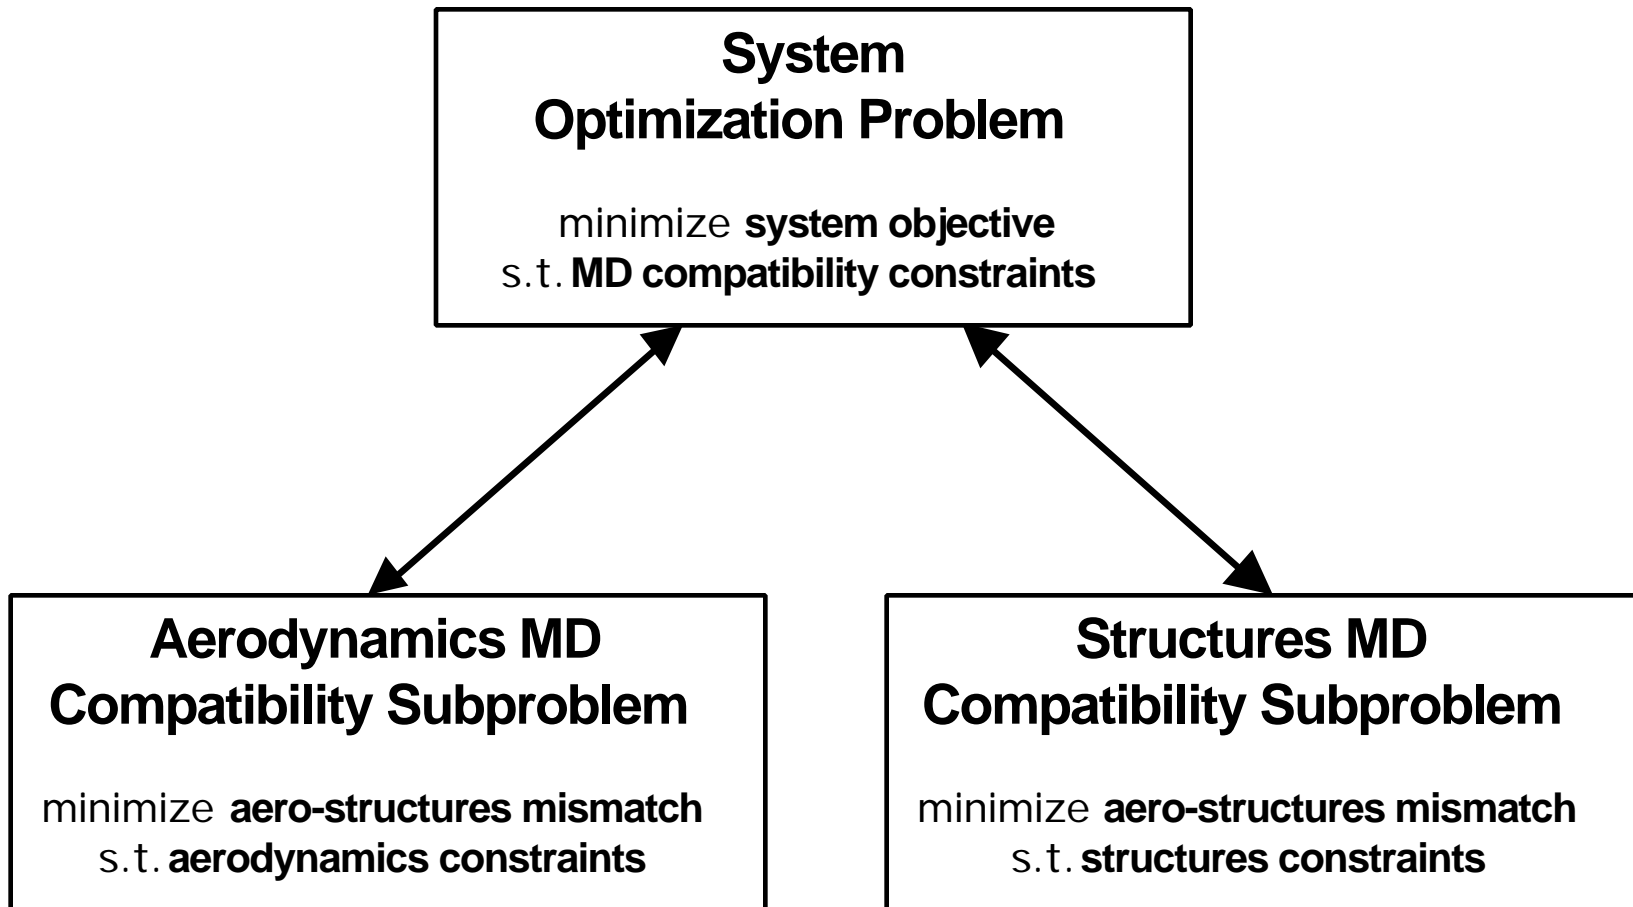 System
Optimization Problem
minimize system objective
s.t. MD compatibility constraints
Aerodynamics MD
Compatibility Subproblem
minimize aero-structures mismatch
s.t. aerodynamics constraints
Structures MD
Compatibility Subproblem
minimize aero-structures mismatch
s.t. structures constraints